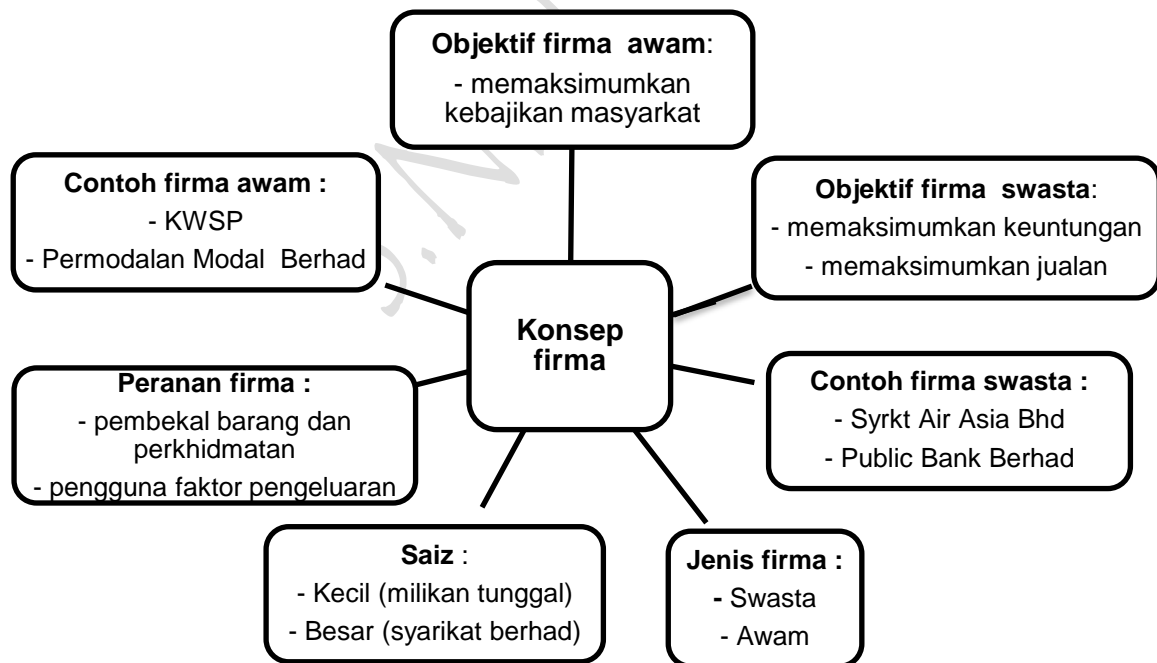 Objektif firma awam:
- memaksimumkan
kebajikan masyarkat
Contoh firma awam :
- KWSP
- Permodalan Modal Berhad
Objektif firma swasta:
- memaksimumkan keuntungan
- memaksimumkan jualan
Konsep
firma
Peranan firma :
- pembekal barang dan
perkhidmatan
- pengguna faktor pengeluaran
Contoh firma swasta :
- Syrkt Air Asia Bhd
- Public Bank Berhad
Saiz :
- Kecil (milikan tunggal)
- Besar (syarikat berhad)
Jenis firma :
- Swasta
- Awam